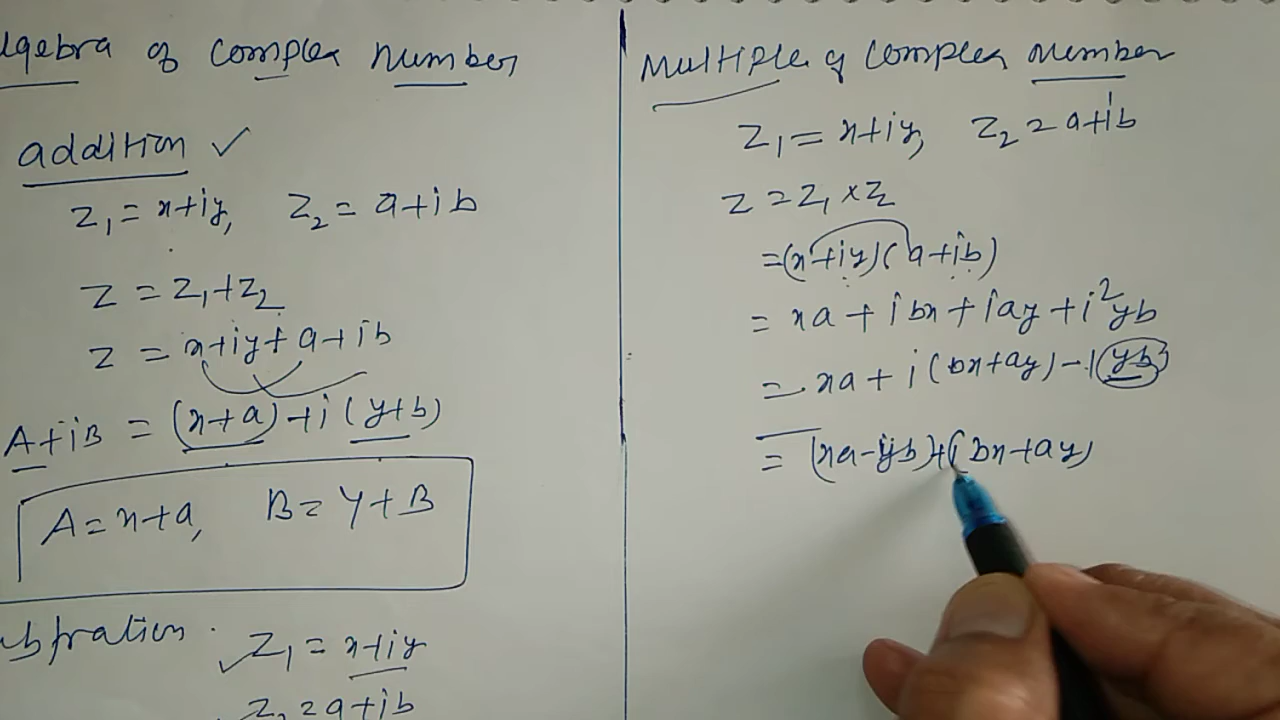 lgebra of Complex Number
addition ✓
Z₁ = x+iy, Z₂ = a+ib
Z = Z₁+Z₂
Z = x+iy+a+ib
A+iB = (x+a)+i(y+b)
A=x+a, B=Y+B
ubtration
Z₁ = x+iy
Z₂ = a+ib
Multiple of Complex Number
Z₁ = x+iy, Z₂ = a+ib
Z = Z₁ × Z₂
=(x+iy)(a+ib)
= xa + ibx + iay + i²yb
= xa + i(bx+ay) -1(yb)
= (xa-yb)+(bx+ay)